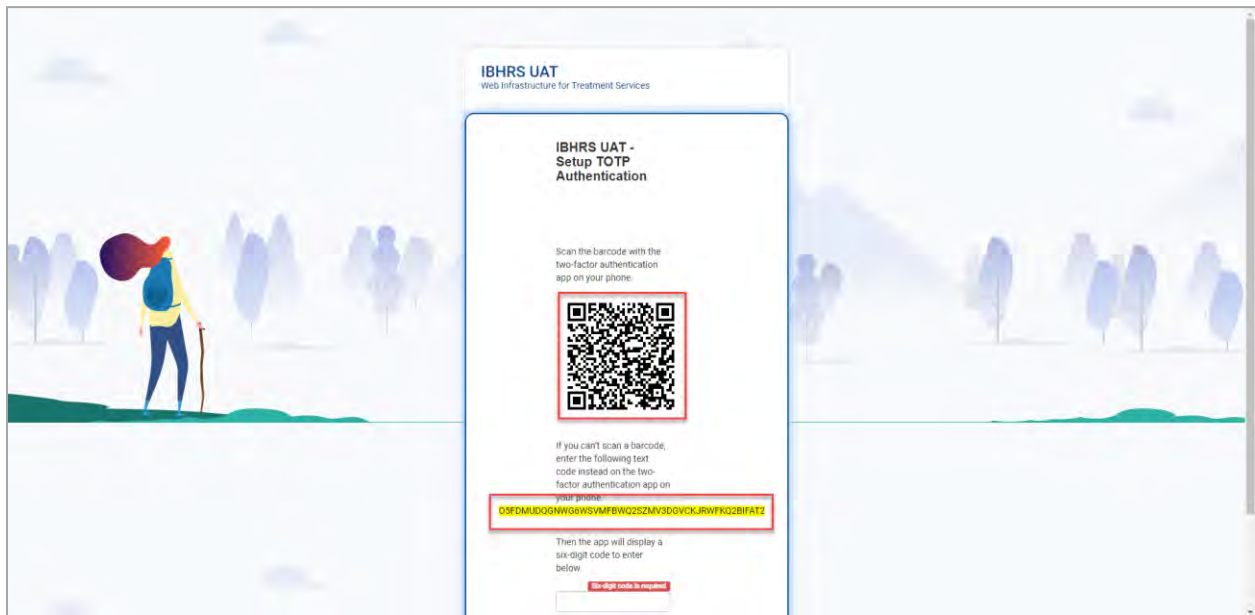 IBHRS UAT
Web Infrastructure for Treatment Services
IBHRS UAT -
Setup TOTP
Authentication
Scan the barcode with the
two-factor authentication
app on your phone.
If you can't scan a barcode,
enter the following text
code instead on the two-
factor authentication app on
your phone.
Then the app will display a
six-digit code to enter
below.
Six-digit code is required